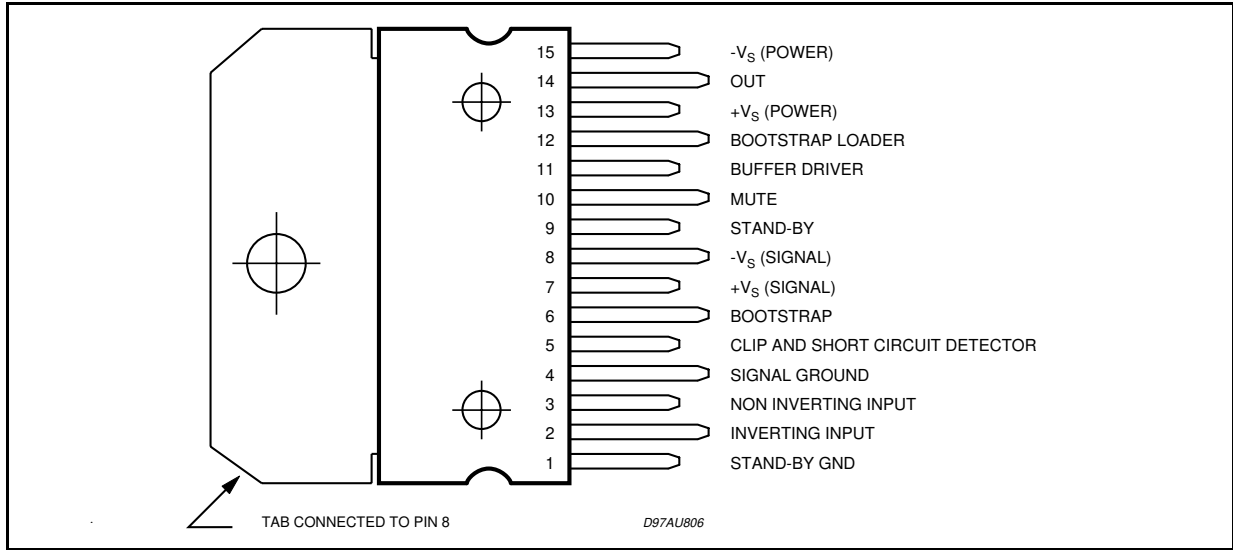 15 -VS (POWER)
14 OUT
13 +VS (POWER)
12 BOOTSTRAP LOADER
11 BUFFER DRIVER
10 MUTE
9 STAND-BY
8 -VS (SIGNAL)
7 +VS (SIGNAL)
6 BOOTSTRAP
5 CLIP AND SHORT CIRCUIT DETECTOR
4 SIGNAL GROUND
3 NON INVERTING INPUT
2 INVERTING INPUT
1 STAND-BY GND
TAB CONNECTED TO PIN 8 D97AU806